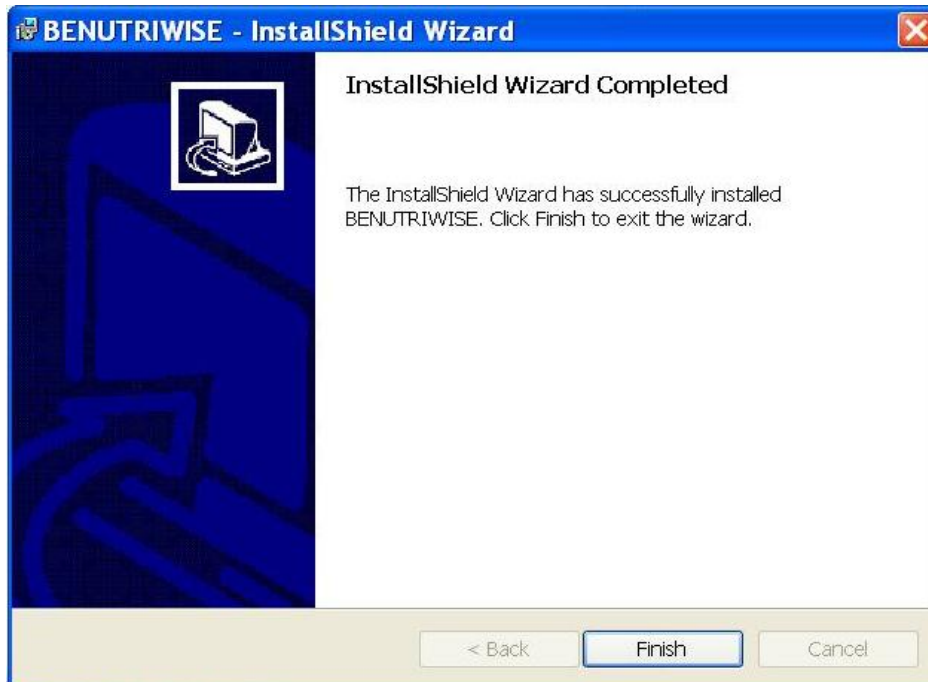 BENUTRIWISE - InstallShield Wizard
InstallShield Wizard Completed
The InstallShield Wizard has successfully installed
BENUTRIWISE. Click Finish to exit the wizard.
< Back Finish Cancel